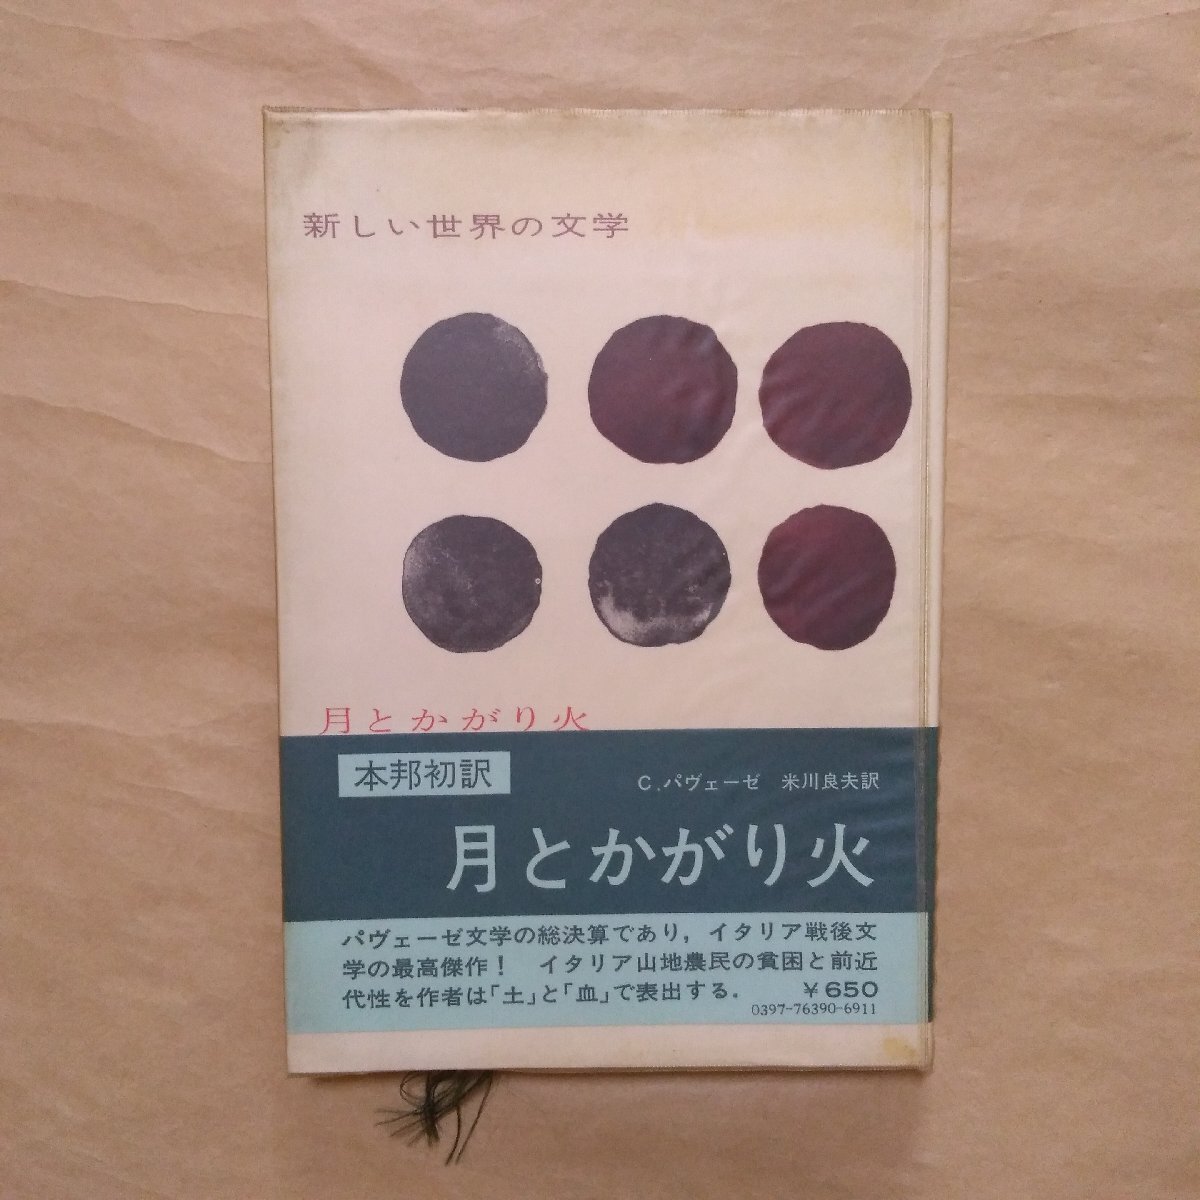 新しい世界の文学
月とかがり火
本邦初訳
C.パヴェーゼ 米川良夫訳
月とかがり火
パヴェーゼ文学の総決算であり,イタリア戦後文
学の最高傑作! イタリア山地農民の貧困と前近
代性を作者は「土」と「血」で表出する. ¥650
0397-76390-6911